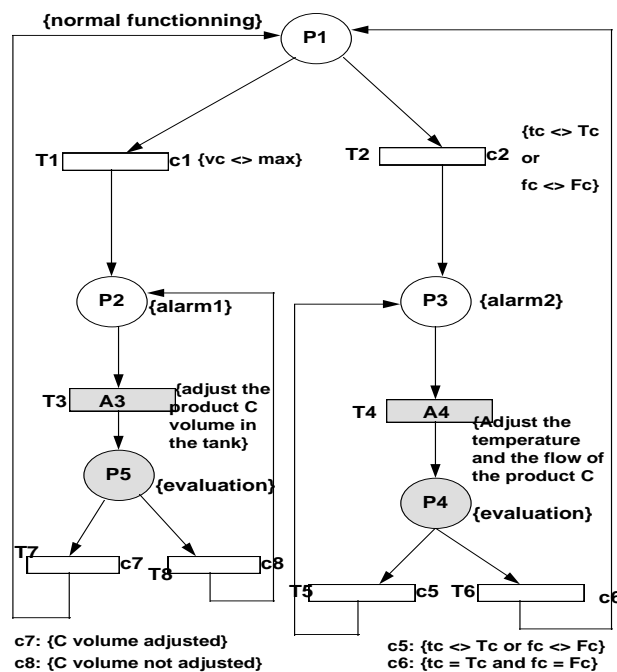 {normal functionning}
P1
T1
c1 {vc <> max}
T2
c2
{tc <> Tc
or
fc <> Fc}
P2
{alarm1}
P3
{alarm2}
T3
A3
{adjust the
product C
volume in
the tank}
T4
A4
{Adjust the
temperature
and the flow of
the product C
P5
{evaluation}
P4
{evaluation}
T7
c7
T8
c8
T5
c5
T6
c6
c7: {C volume adjusted}
c8: {C volume not adjusted}
c5: {tc <> Tc or fc <> Fc}
c6: {tc = Tc and fc = Fc}